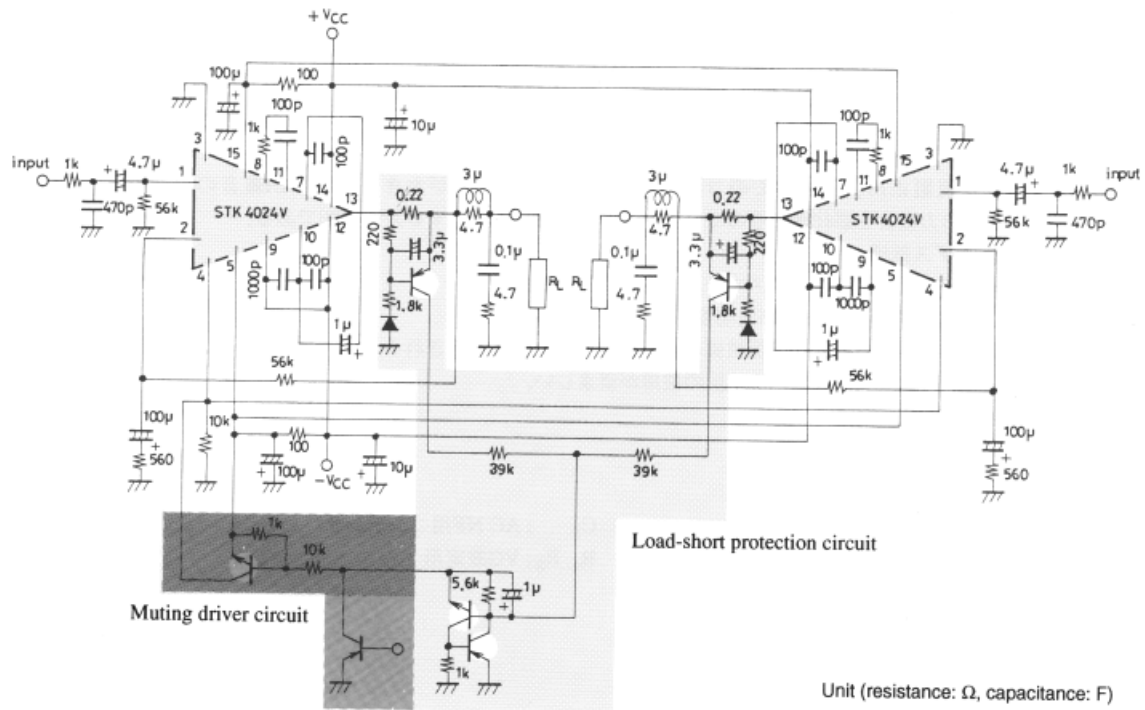 +VCC
100μ
100
+
100p
1k
10μ
100p
3
15
8
11
7
14
13
input
1k
4.7μ
+
1
470p
56k
STK4024V
2
12
10
9
5
4
1000p
100p
1μ
+
0.22
220
3.3μ
1.8k
3μ
4.7
0.1μ
4.7
RL
RL
3μ
4.7
0.1μ
4.7
0.22
220
3.3μ
1.8k
100p
1k
100p
3
15
8
11
7
14
13
4.7μ
+
1k
input
1
56k
470p
STK4024V
2
12
10
9
5
4
100p
1000p
1μ
+
56k
56k
100μ
+
560
10k
100
100μ
+
-VCC
10μ
+
39k
39k
100μ
+
560
1k
10k
5.6k
1μ
+
1k
Load-short protection circuit
Muting driver circuit
Unit (resistance: Ω, capacitance: F)